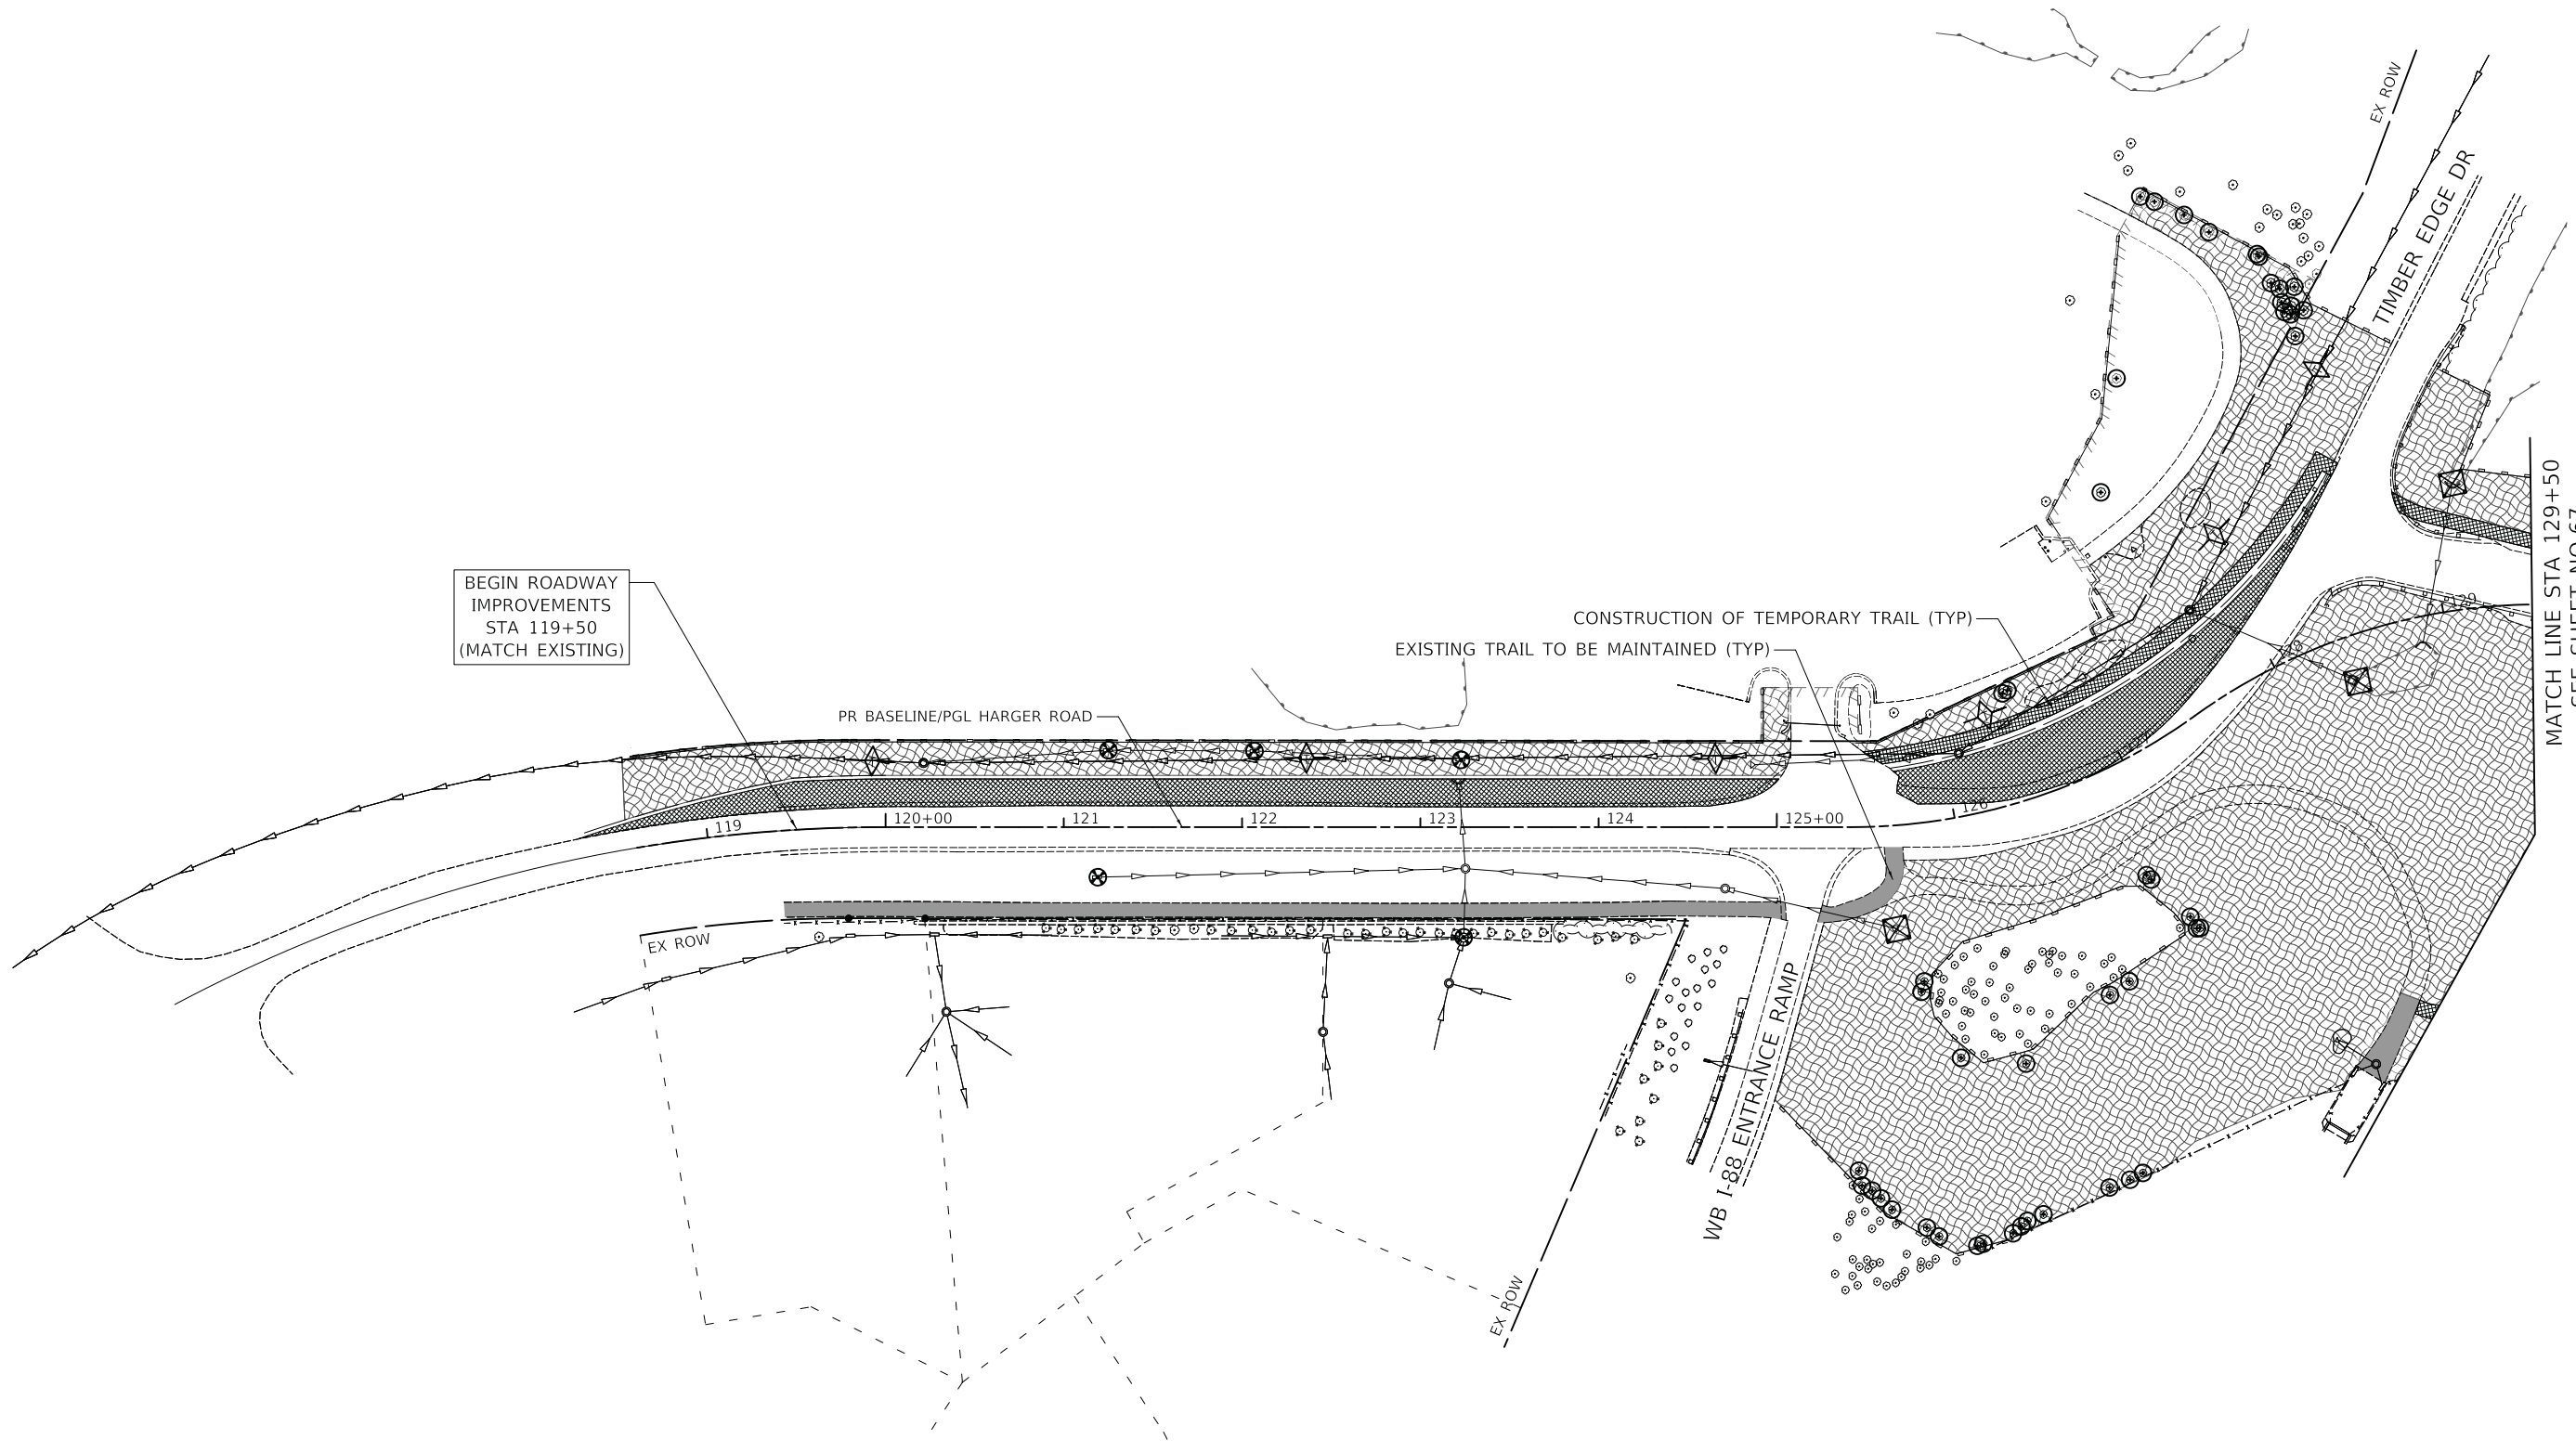 EX ROW
TIMBER EDGE DR
BEGIN ROADWAY
IMPROVEMENTS
STA 119+50
(MATCH EXISTING)
CONSTRUCTION OF TEMPORARY TRAIL (TYP)
EXISTING TRAIL TO BE MAINTAINED (TYP)
PR BASELINE/PGL HARGER ROAD
119
120+00
121
122
123
124
125+00
126
129
MATCH LINE STA 129+50
EX ROW
WB I-88 ENTRANCE RAMP
EX ROW